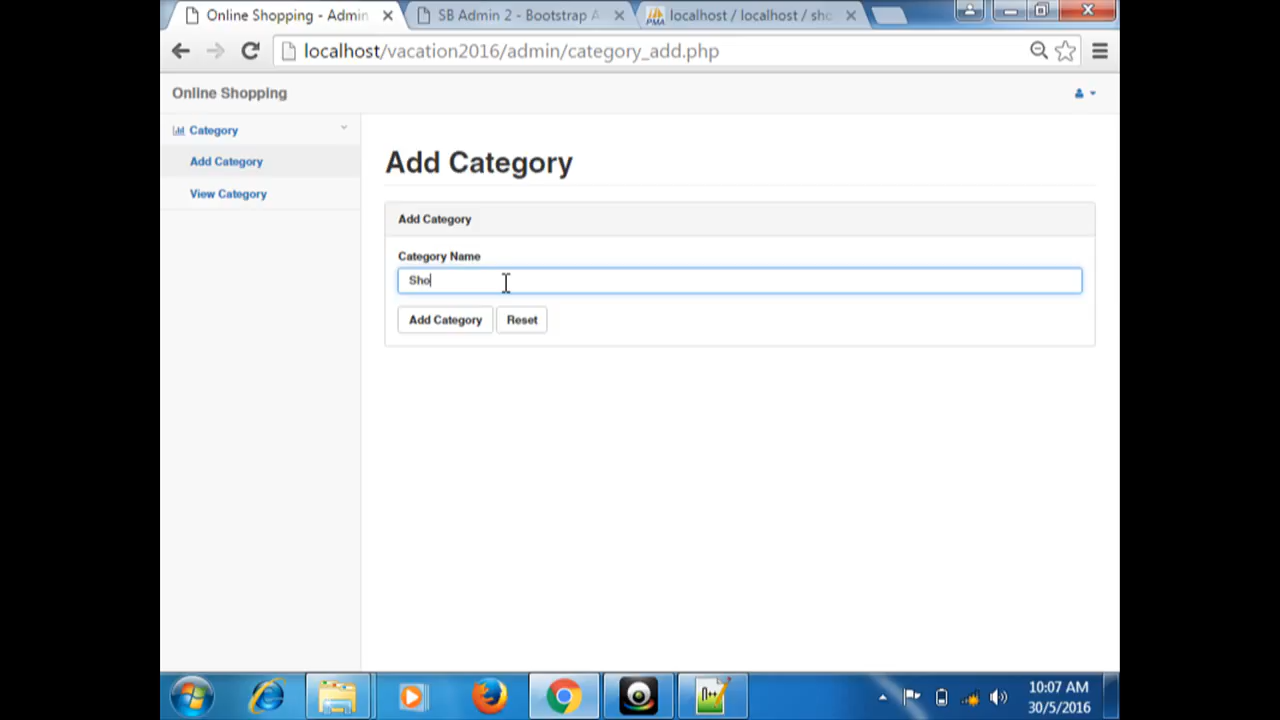 Online Shopping - Admin
SB Admin 2 - Bootstrap A
localhost / localhost / sho
localhost/vacation2016/admin/category_add.php
Online Shopping
Category
Add Category
View Category
Add Category
Add Category
Category Name
Sho
Add Category Reset
10:07 AM
30/5/2016